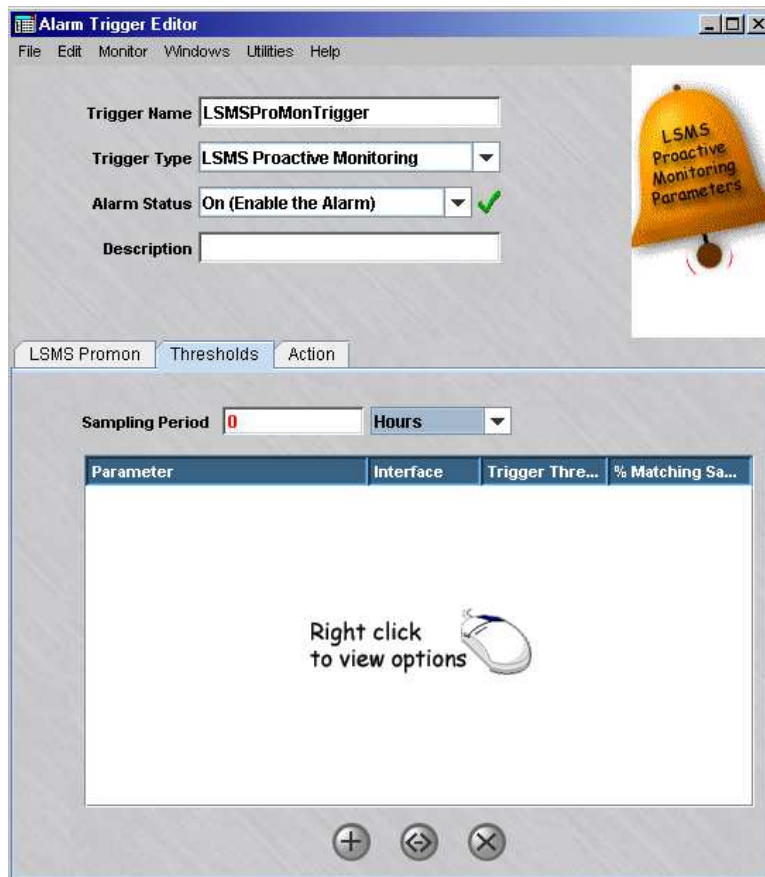 Alarm Trigger Editor
File Edit Monitor Windows Utilities Help
Trigger Name LSMSProMonTrigger
Trigger Type LSMS Proactive Monitoring
Alarm Status On (Enable the Alarm)
Description
LSMS
Proactive
Monitoring
Parameters
LSMS Promon Thresholds Action
Sampling Period 0 Hours
Parameter Interface Trigger Thre... % Matching Sa...
Right click
to view options